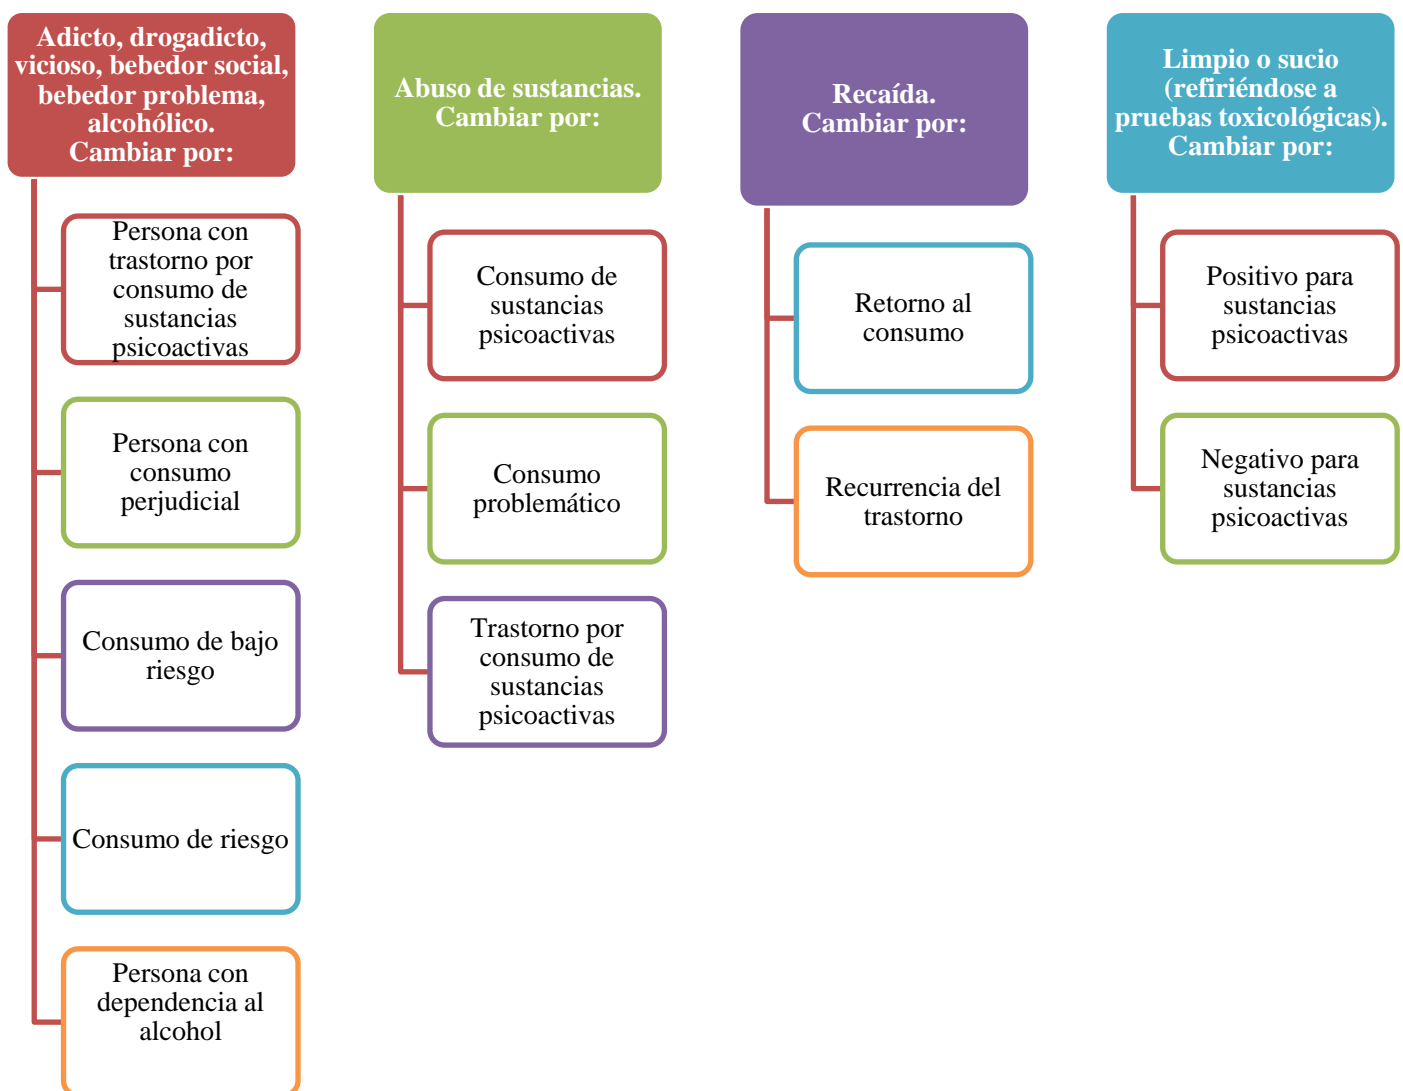 Adicto, drogadicto,
vicioso, bebedor social,
bebedor problema,
alcohólico.
Cambiar por:
Persona con
trastorno por
consumo de
sustancias
psicoactivas
Persona con
consumo
perjudicial
Consumo de bajo
riesgo
Consumo de riesgo
Persona con
dependencia al
alcohol
Abuso de sustancias.
Cambiar por:
Consumo de
sustancias
psicoactivas
Consumo
problemático
Trastorno por
consumo de
sustancias
psicoactivas
Recaída.
Cambiar por:
Retorno al
consumo
Recurrencia del
trastorno
Limpio o sucio
(refiriéndose a
pruebas toxicológicas).
Cambiar por:
Positivo para
sustancias
psicoactivas
Negativo para
sustancias
psicoactivas